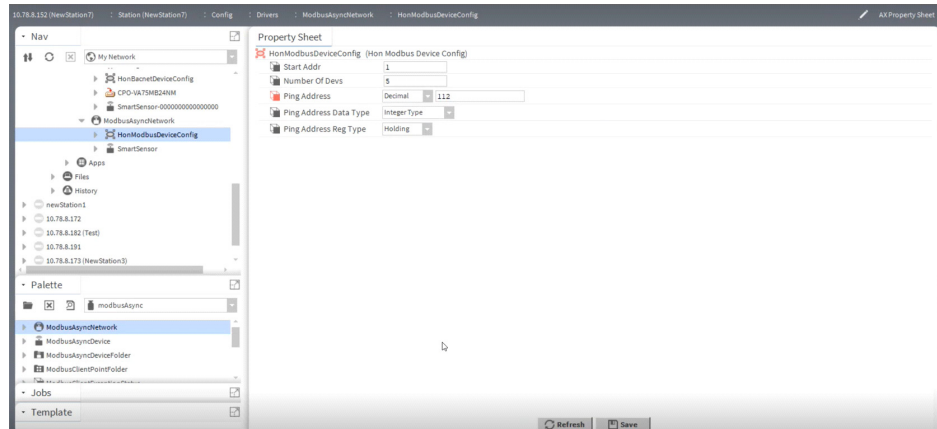 10.78.8.152 (NewStation7) : Station (NewStation7) : Config : Drivers : ModbusAsyncNetwork : HonModbusDeviceConfig AX Property Sheet
Nav
My Network
HonBacnetDeviceConfig
CPO-VA75MB24NM
SmartSensor-0000000000000000
ModbusAsyncNetwork
HonModbusDeviceConfig
SmartSensor
Apps
Files
History
newStation1
10.78.8.172
10.78.8.182 (Test)
10.78.8.191
10.78.8.173 (NewStation3)
Palette
modbusAsync
ModbusAsyncNetwork
ModbusAsyncDevice
ModbusAsyncDeviceFolder
ModbusClientPointFolder
Jobs
Template
Property Sheet
HonModbusDeviceConfig (Hon Modbus Device Config)
Start Addr 1
Number Of Devs 5
Ping Address Decimal 112
Ping Address Data Type Integer Type
Ping Address Reg Type Holding
Refresh Save